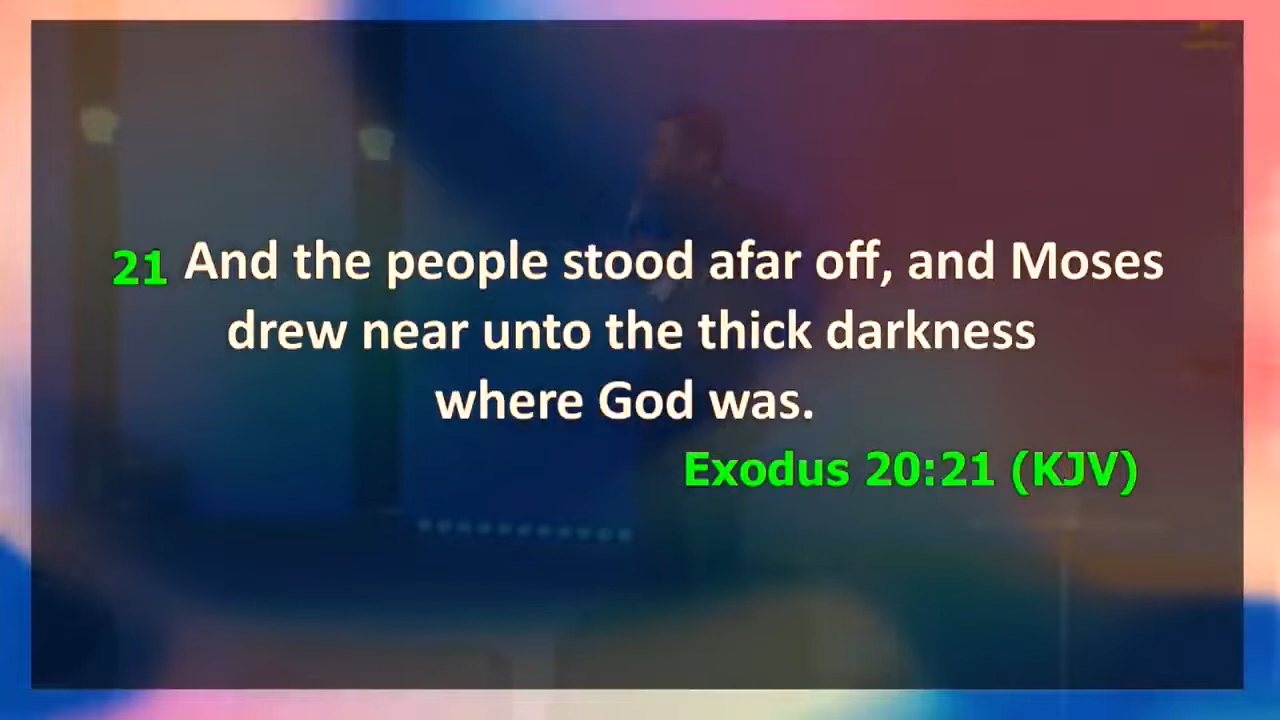 21 And the people stood afar off, and Moses
drew near unto the thick darkness
where God was.
Exodus 20:21 (KJV)